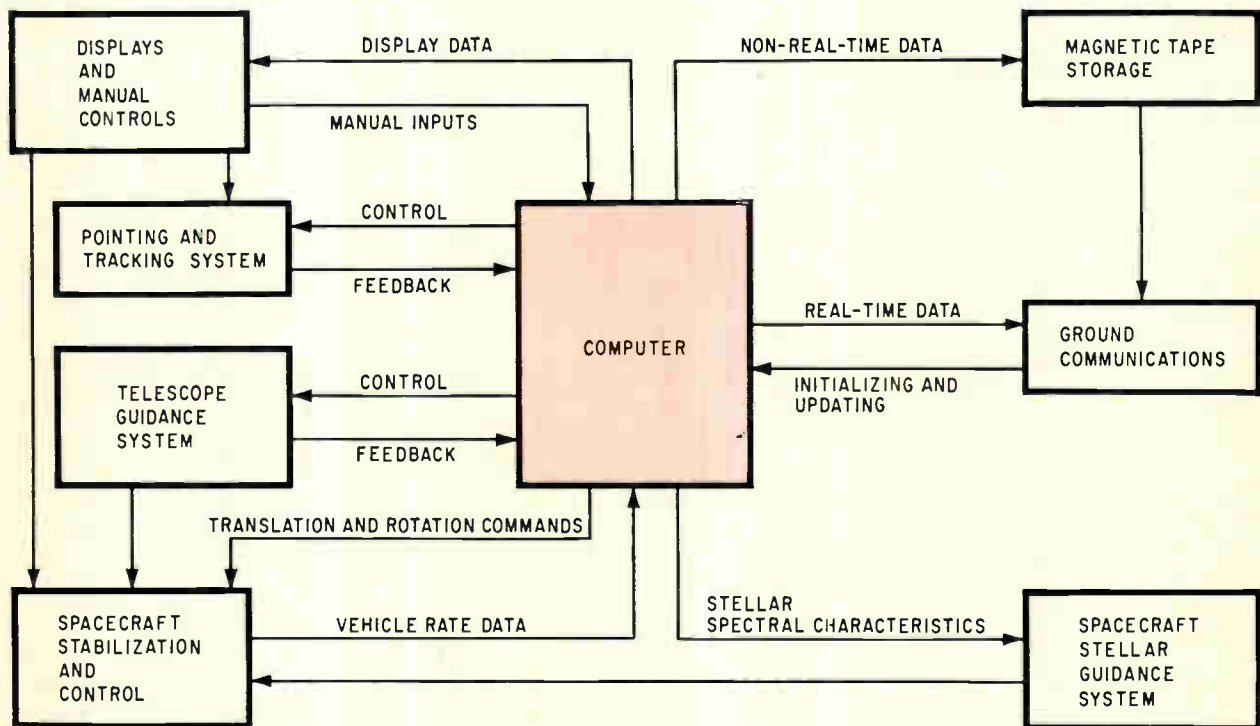 DISPLAYS
AND
MANUAL
CONTROLS
DISPLAY DATA
MANUAL INPUTS
NON-REAL-TIME DATA
MAGNETIC TAPE
STORAGE
POINTING AND
TRACKING SYSTEM
CONTROL
FEEDBACK
COMPUTER
REAL-TIME DATA
INITIALIZING AND
UPDATING
GROUND
COMMUNICATIONS
TELESCOPE
GUIDANCE
SYSTEM
CONTROL
FEEDBACK
TRANSLATION AND ROTATION COMMANDS
SPACECRAFT
STABILIZATION
AND
CONTROL
VEHICLE RATE DATA
STELLAR
SPECTRAL CHARACTERISTICS
SPACECRAFT
STELLAR
GUIDANCE
SYSTEM